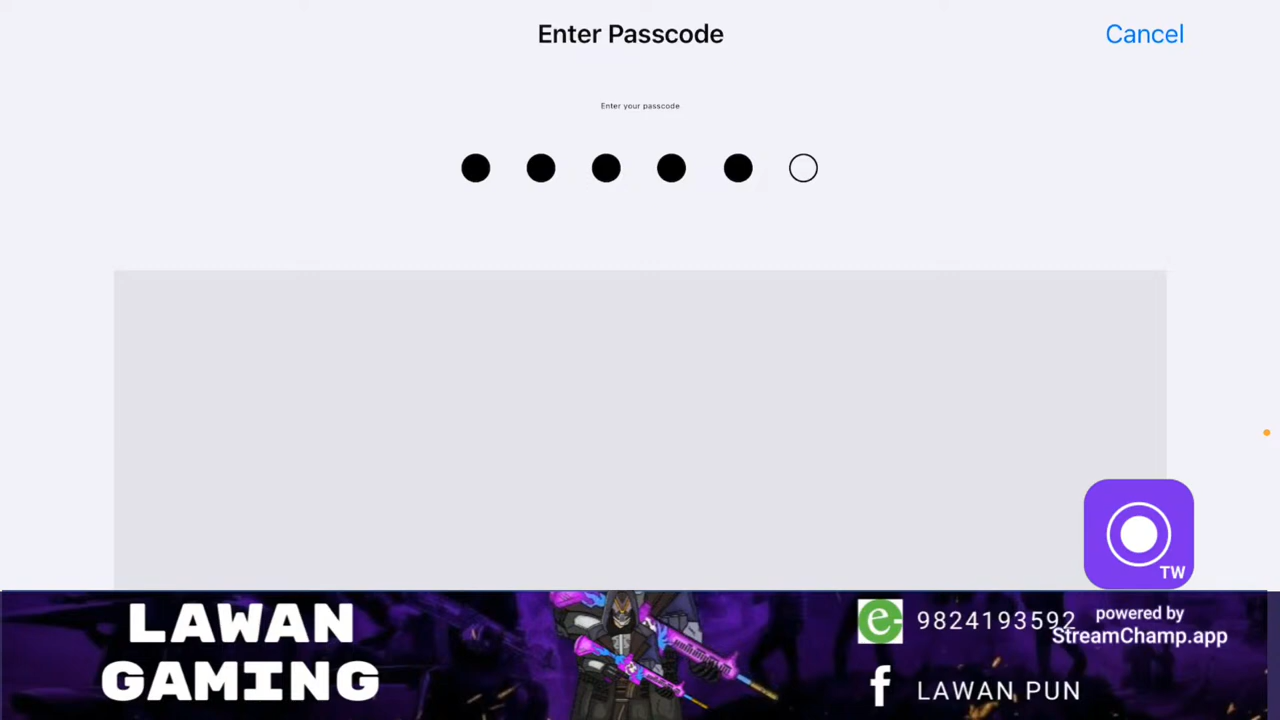 Enter Passcode
Cancel
Enter your passcode
TW
LAWAN
GAMING
e 9824193592
f LAWAN PUN
powered by
StreamChamp.app